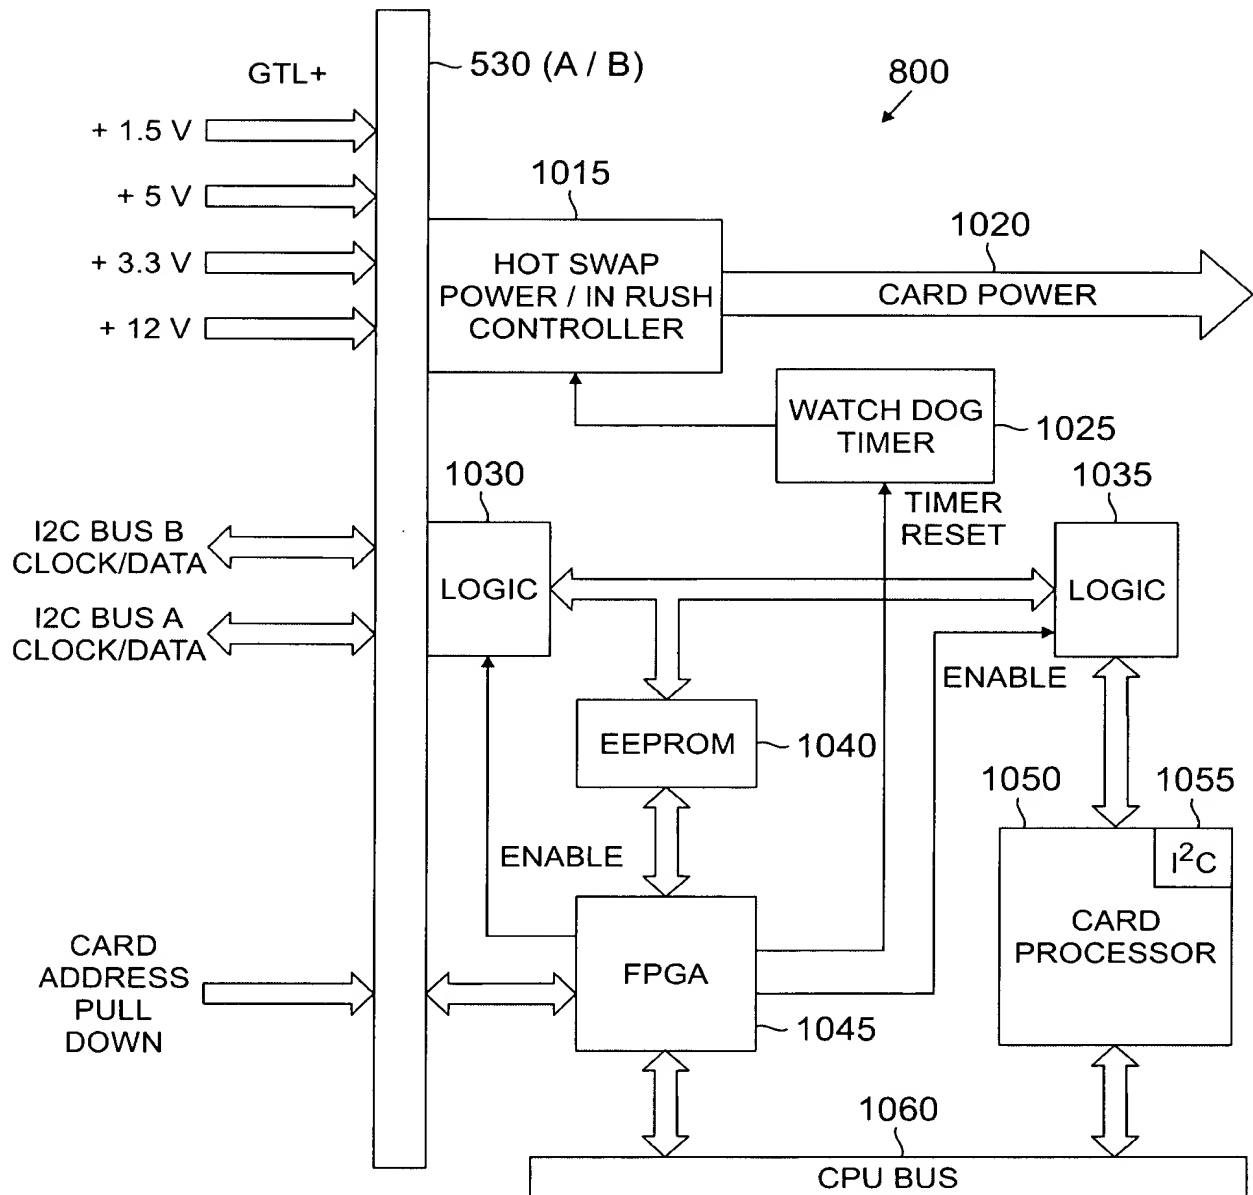 GTL+
530 (A / B)
800
+ 1.5 V
+ 5 V
+ 3.3 V
+ 12 V
1015
HOT SWAP
POWER / IN RUSH
CONTROLLER
1020
CARD POWER
WATCH DOG
TIMER
1025
TIMER
RESET
1030
LOGIC
1035
LOGIC
I2C BUS B
CLOCK/DATA
I2C BUS A
CLOCK/DATA
ENABLE
EEPROM
1040
ENABLE
1050
1055
I²C
CARD
PROCESSOR
CARD
ADDRESS
PULL
DOWN
FPGA
1045
1060
CPU BUS